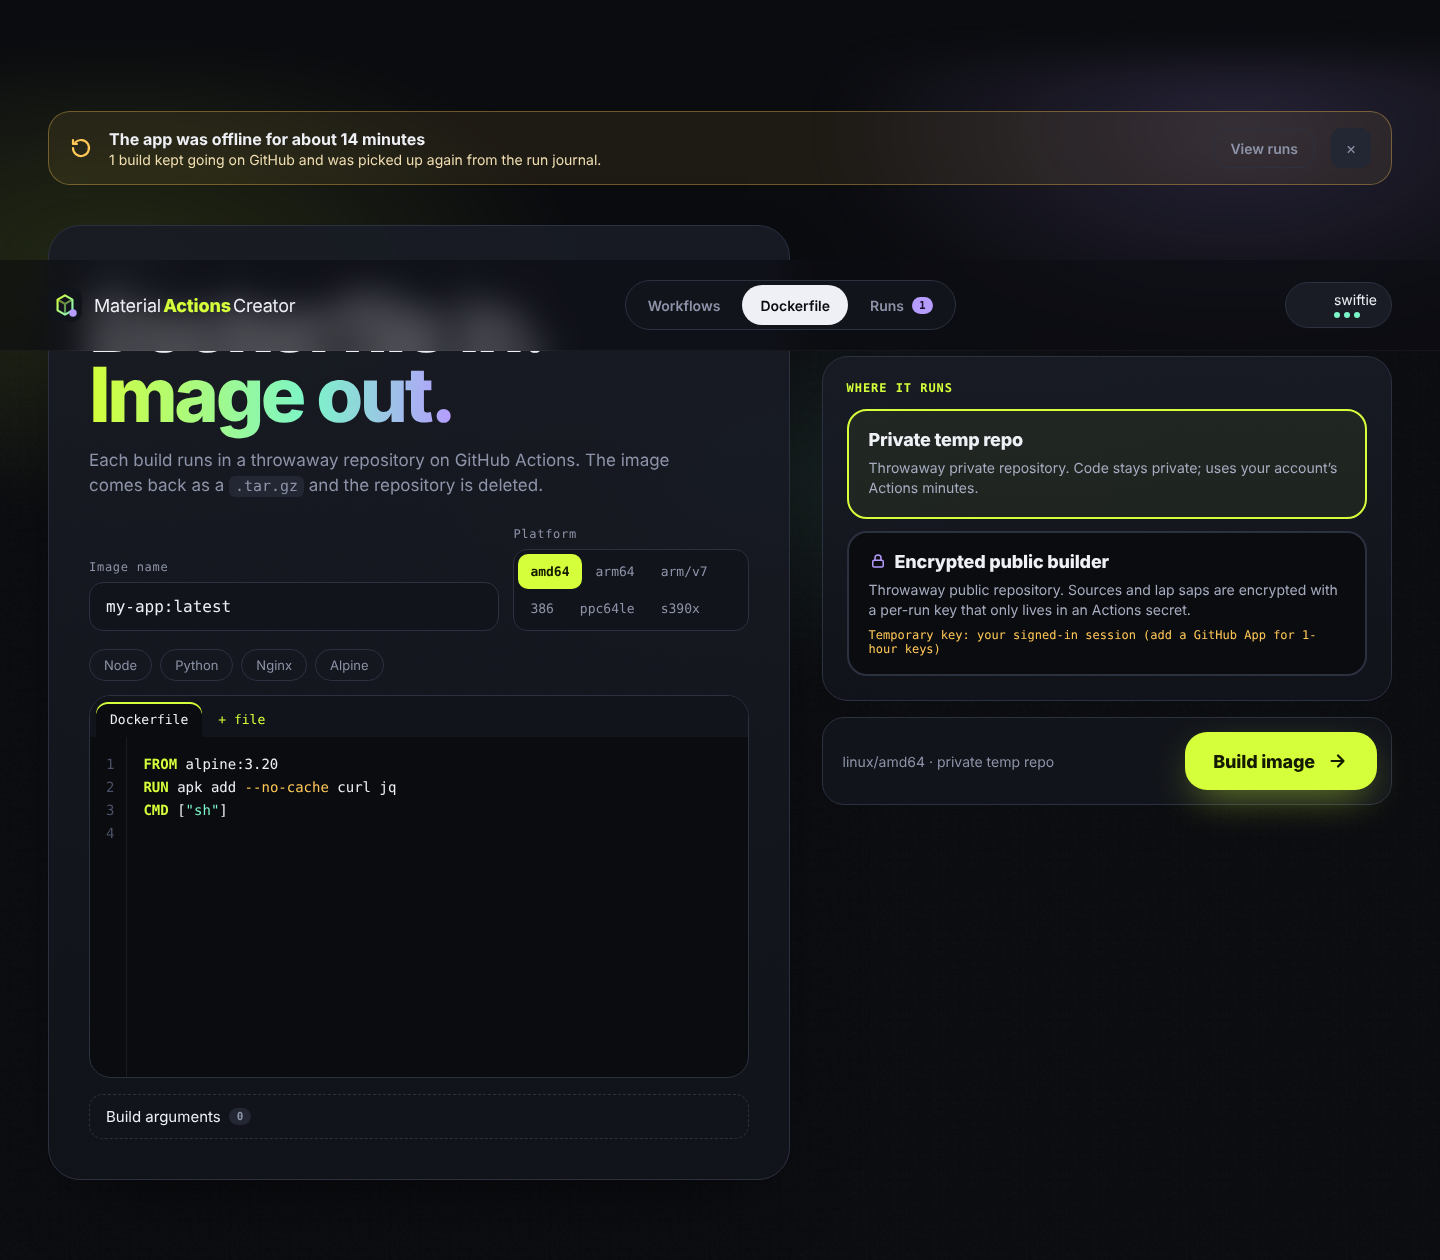 The app was offline for about 14 minutes
1 build kept going on GitHub and was picked up again from the run journal.
View runs
×
Material Actions Creator
Workflows
Dockerfile
Runs 1
swiftie
Image out.
Each build runs in a throwaway repository on GitHub Actions. The image
comes back as a .tar.gz and the repository is deleted.
Image name
my-app:latest
Platform
amd64 arm64 arm/v7
386 ppc64le s390x
Node Python Nginx Alpine
Dockerfile + file
1 FROM alpine:3.20
2 RUN apk add --no-cache curl jq
3 CMD ["sh"]
4
Build arguments 0
WHERE IT RUNS
Private temp repo
Throwaway private repository. Code stays private; uses your account’s
Actions minutes.
Encrypted public builder
Throwaway public repository. Sources and lap saps are encrypted with
a per-run key that only lives in an Actions secret.
Temporary key: your signed-in session (add a GitHub App for 1-
hour keys)
linux/amd64 · private temp repo
Build image